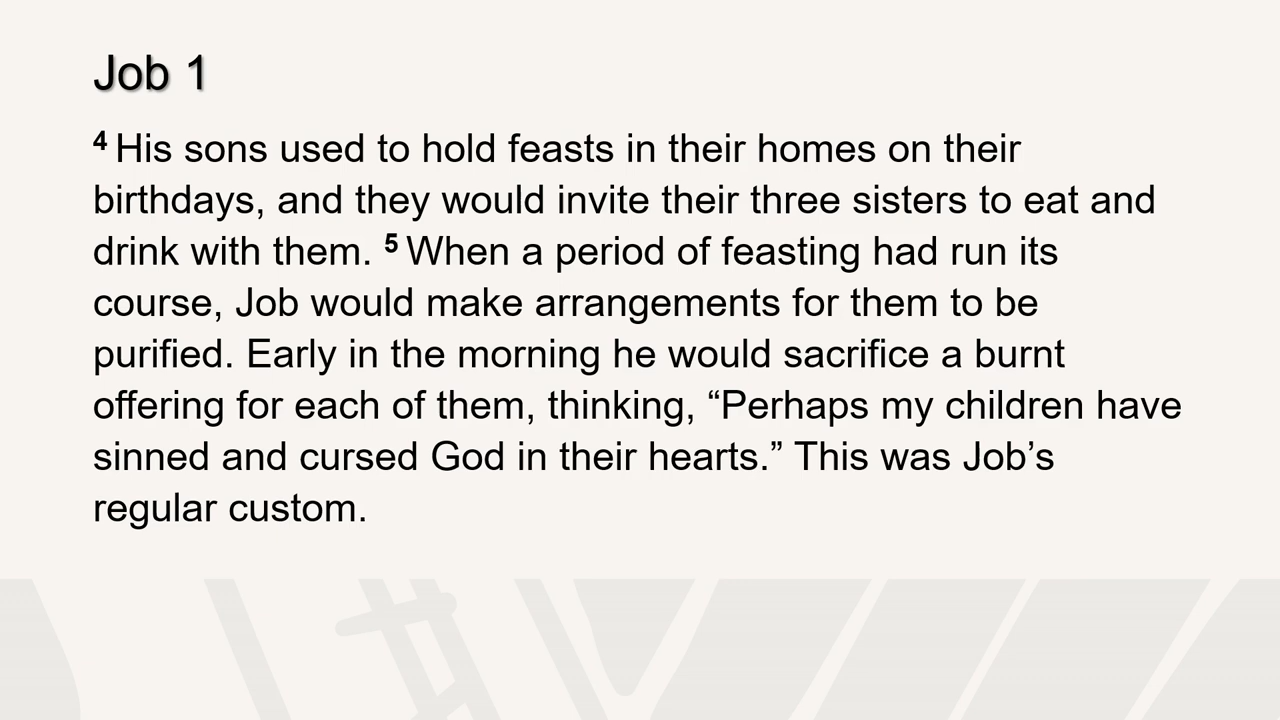 Job 1
4 His sons used to hold feasts in their homes on their
birthdays, and they would invite their three sisters to eat and
drink with them. 5 When a period of feasting had run its
course, Job would make arrangements for them to be
purified. Early in the morning he would sacrifice a burnt
offering for each of them, thinking, “Perhaps my children have
sinned and cursed God in their hearts.” This was Job’s
regular custom.